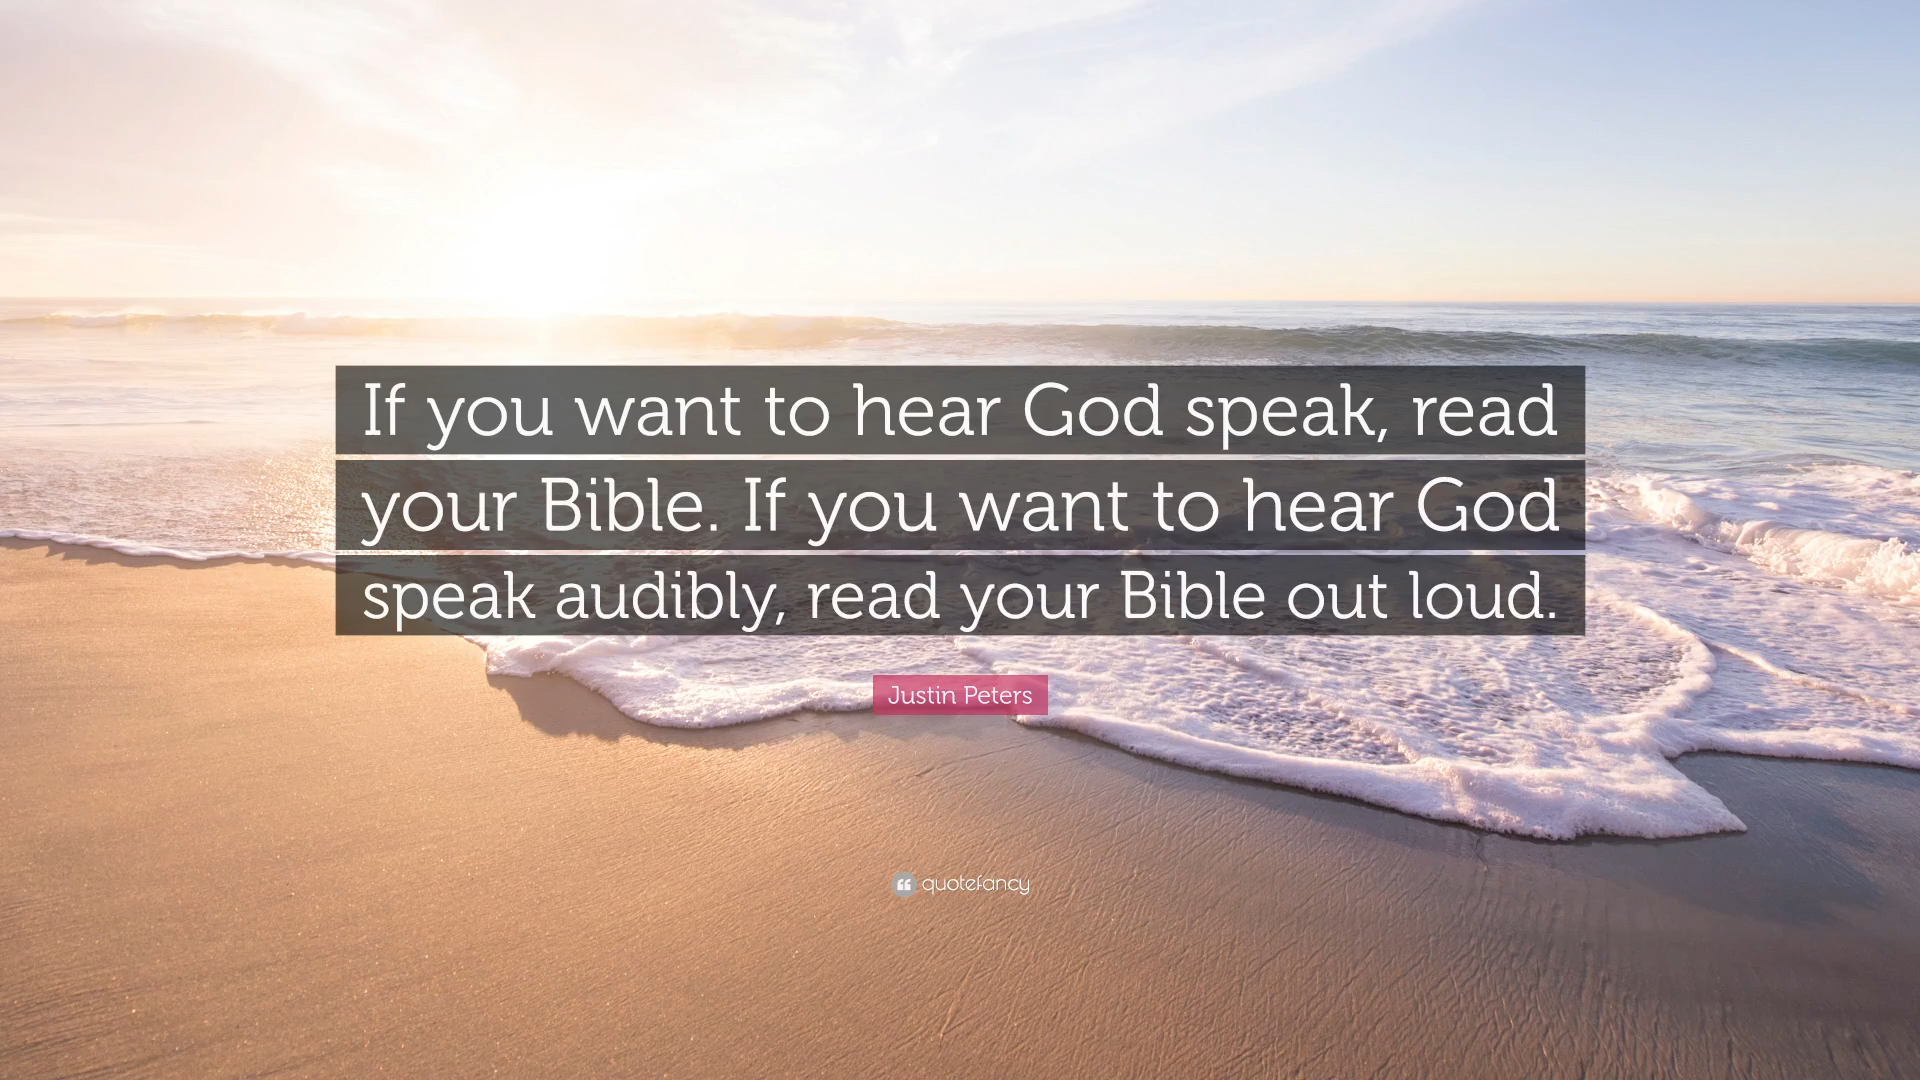 If you want to hear God speak, read
your Bible. If you want to hear God
speak audibly, read your Bible out loud.
Justin Peters
quotefancy